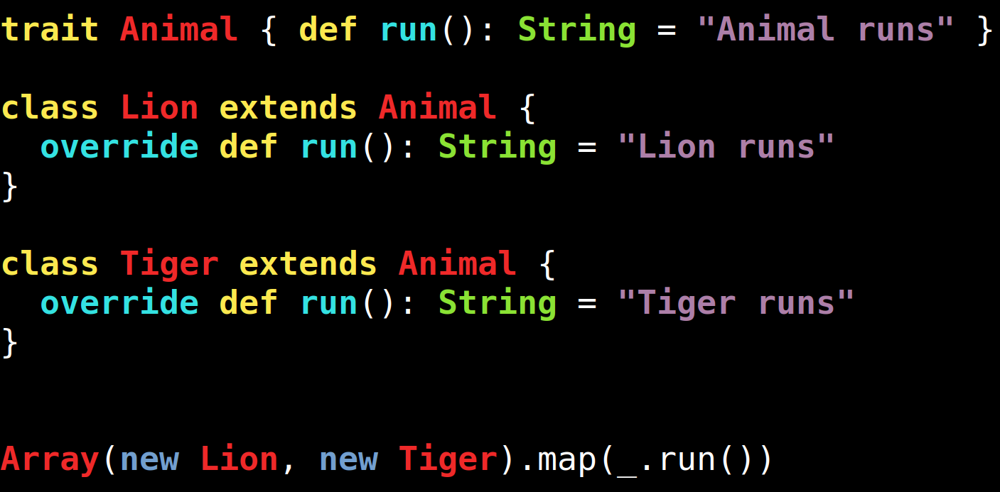 trait Animal { def run(): String = "Animal runs" }
class Lion extends Animal {
  override def run(): String = "Lion runs"
}
class Tiger extends Animal {
  override def run(): String = "Tiger runs"
}
Array(new Lion, new Tiger).map(_.run())